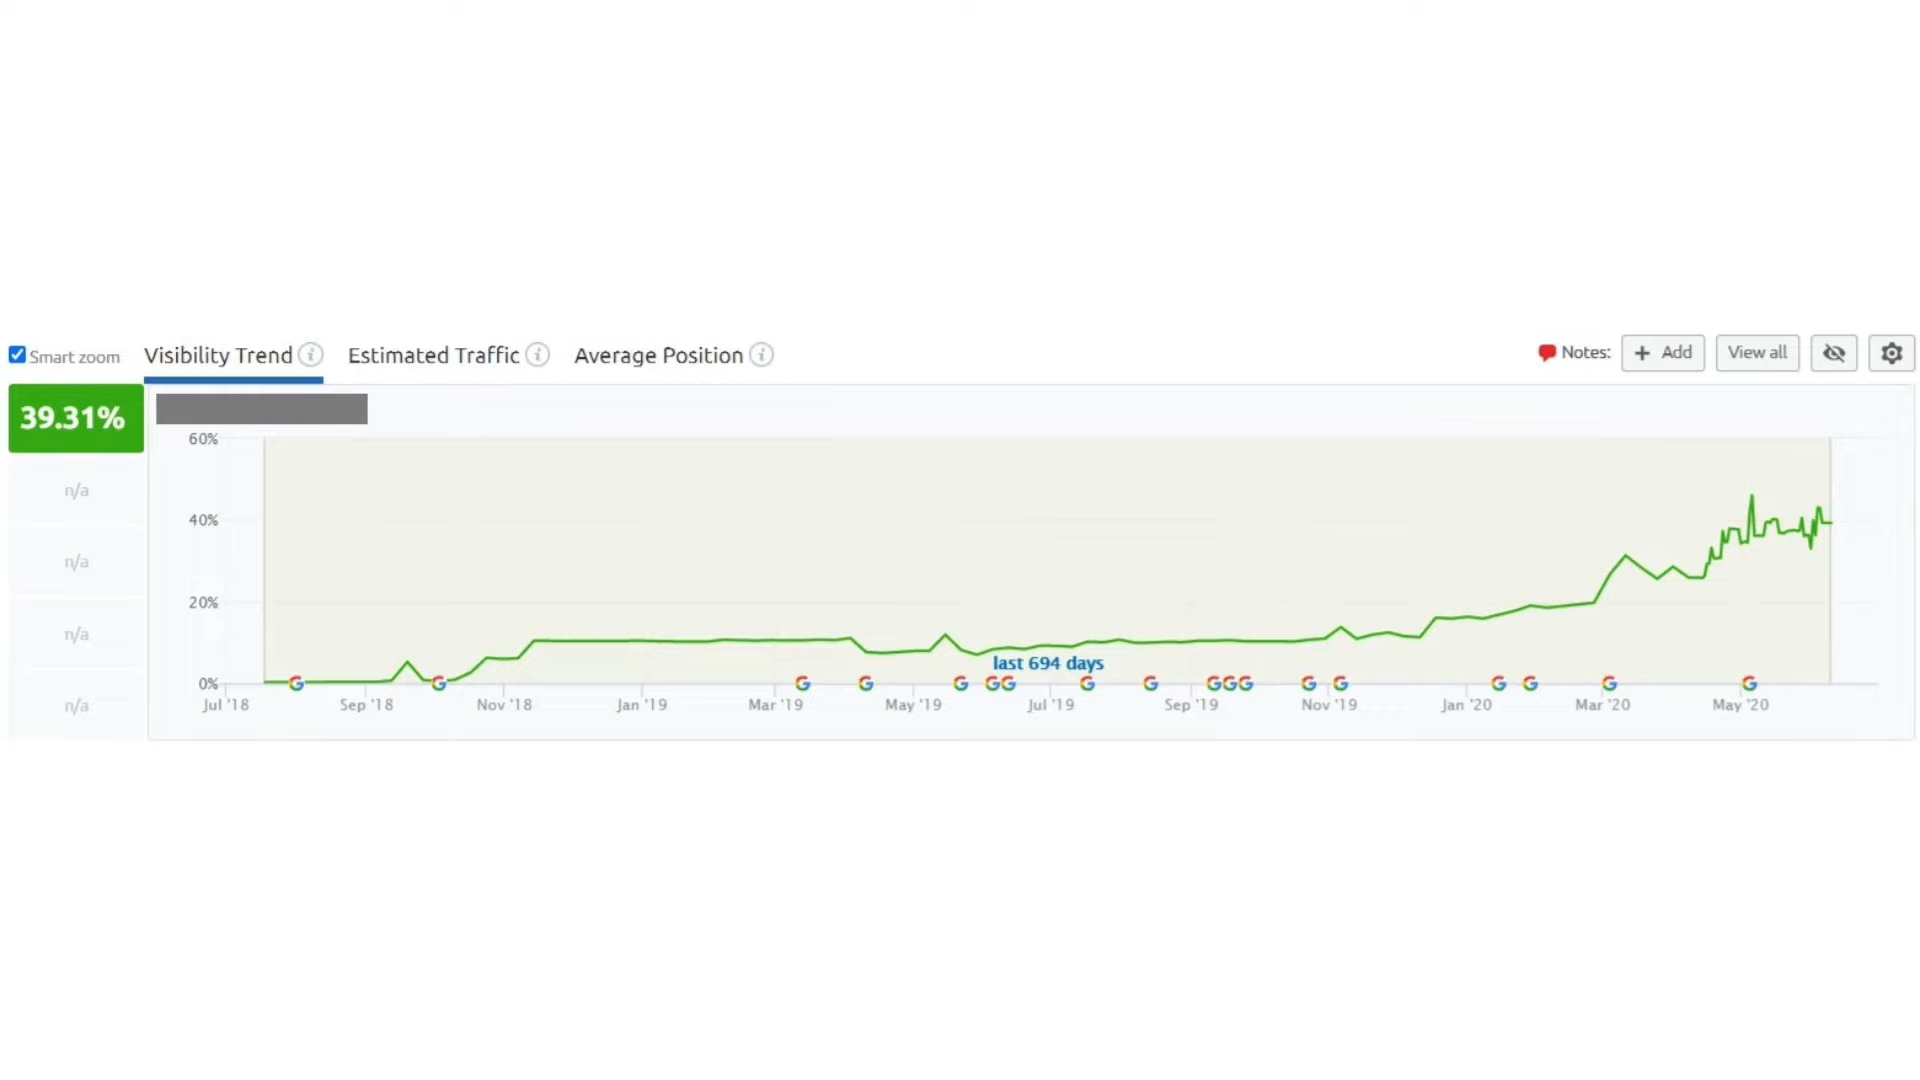 Smart zoom Visibility Trend i Estimated Traffic i Average Position i Notes: + Add View all
39.31%
n/a
n/a
n/a
n/a
60%
40%
20%
0%
last 694 days
Jul '18 Sep '18 Nov '18 Jan '19 Mar '19 May '19 Jul '19 Sep '19 Nov '19 Jan '20 Mar '20 May '20